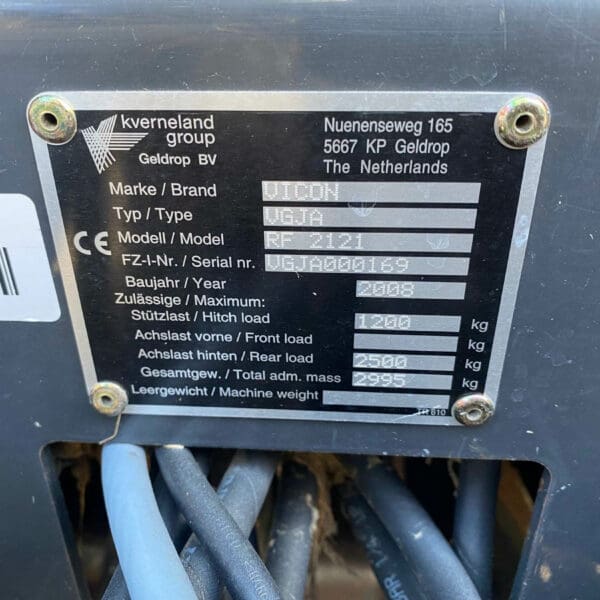 kverneland
group
Geldrop BV
Nuenenseweg 165
5667 KP Geldrop
The Netherlands
Marke / Brand VICON
Typ / Type VGJA
CE
Modell / Model RF 2121
FZ-I-Nr. / Serial nr. VGJA000169
Baujahr / Year 2008
Zulässige / Maximum:
Stützlast / Hitch load 1200 kg
Achslast vorne / Front load kg
Achslast hinten / Rear load 2500 kg
Gesamtgew. / Total adm. mass 2995 kg
Leergewicht / Machine weight